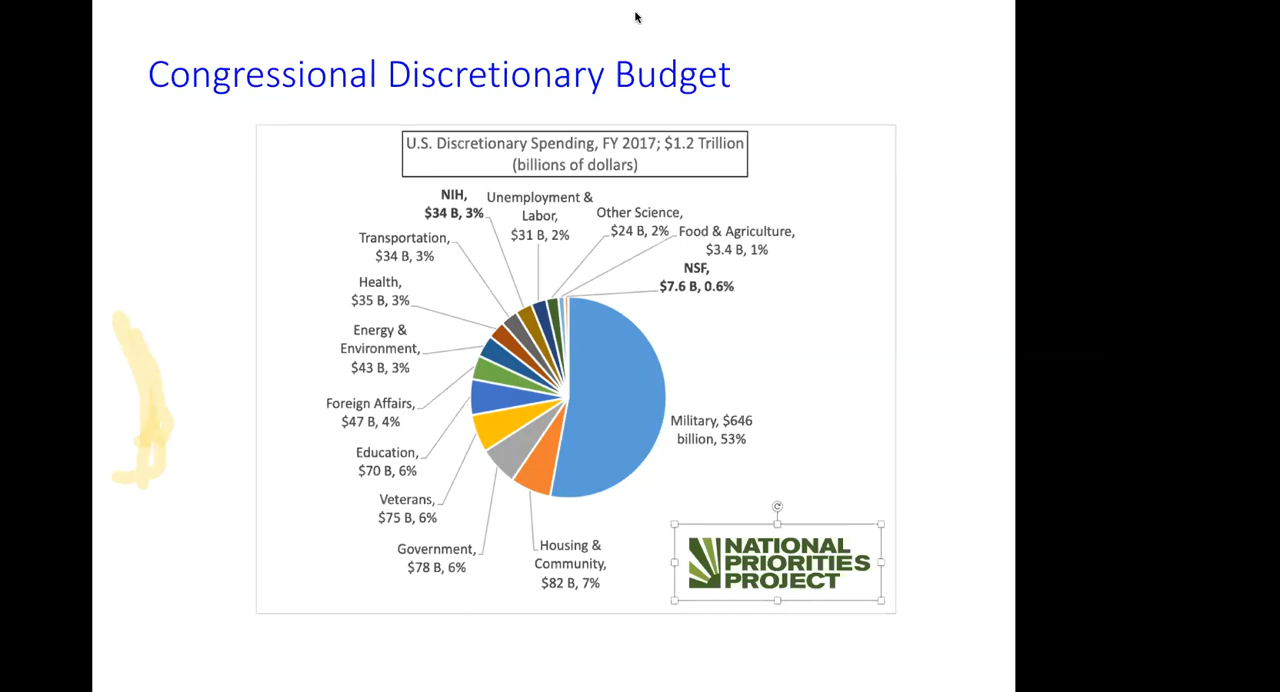 Congressional Discretionary Budget
U.S. Discretionary Spending, FY 2017; $1.2 Trillion
(billions of dollars)
NIH,
$34 B, 3%
Unemployment &
Labor,
$31 B, 2%
Other Science,
$24 B, 2%
Food & Agriculture,
$3.4 B, 1%
NSF,
$7.6 B, 0.6%
Transportation,
$34 B, 3%
Health,
$35 B, 3%
Energy &
Environment,
$43 B, 3%
Foreign Affairs,
$47 B, 4%
Education,
$70 B, 6%
Veterans,
$75 B, 6%
Government,
$78 B, 6%
Housing &
Community,
$82 B, 7%
Military, $646
billion, 53%
NATIONAL
PRIORITIES
PROJECT